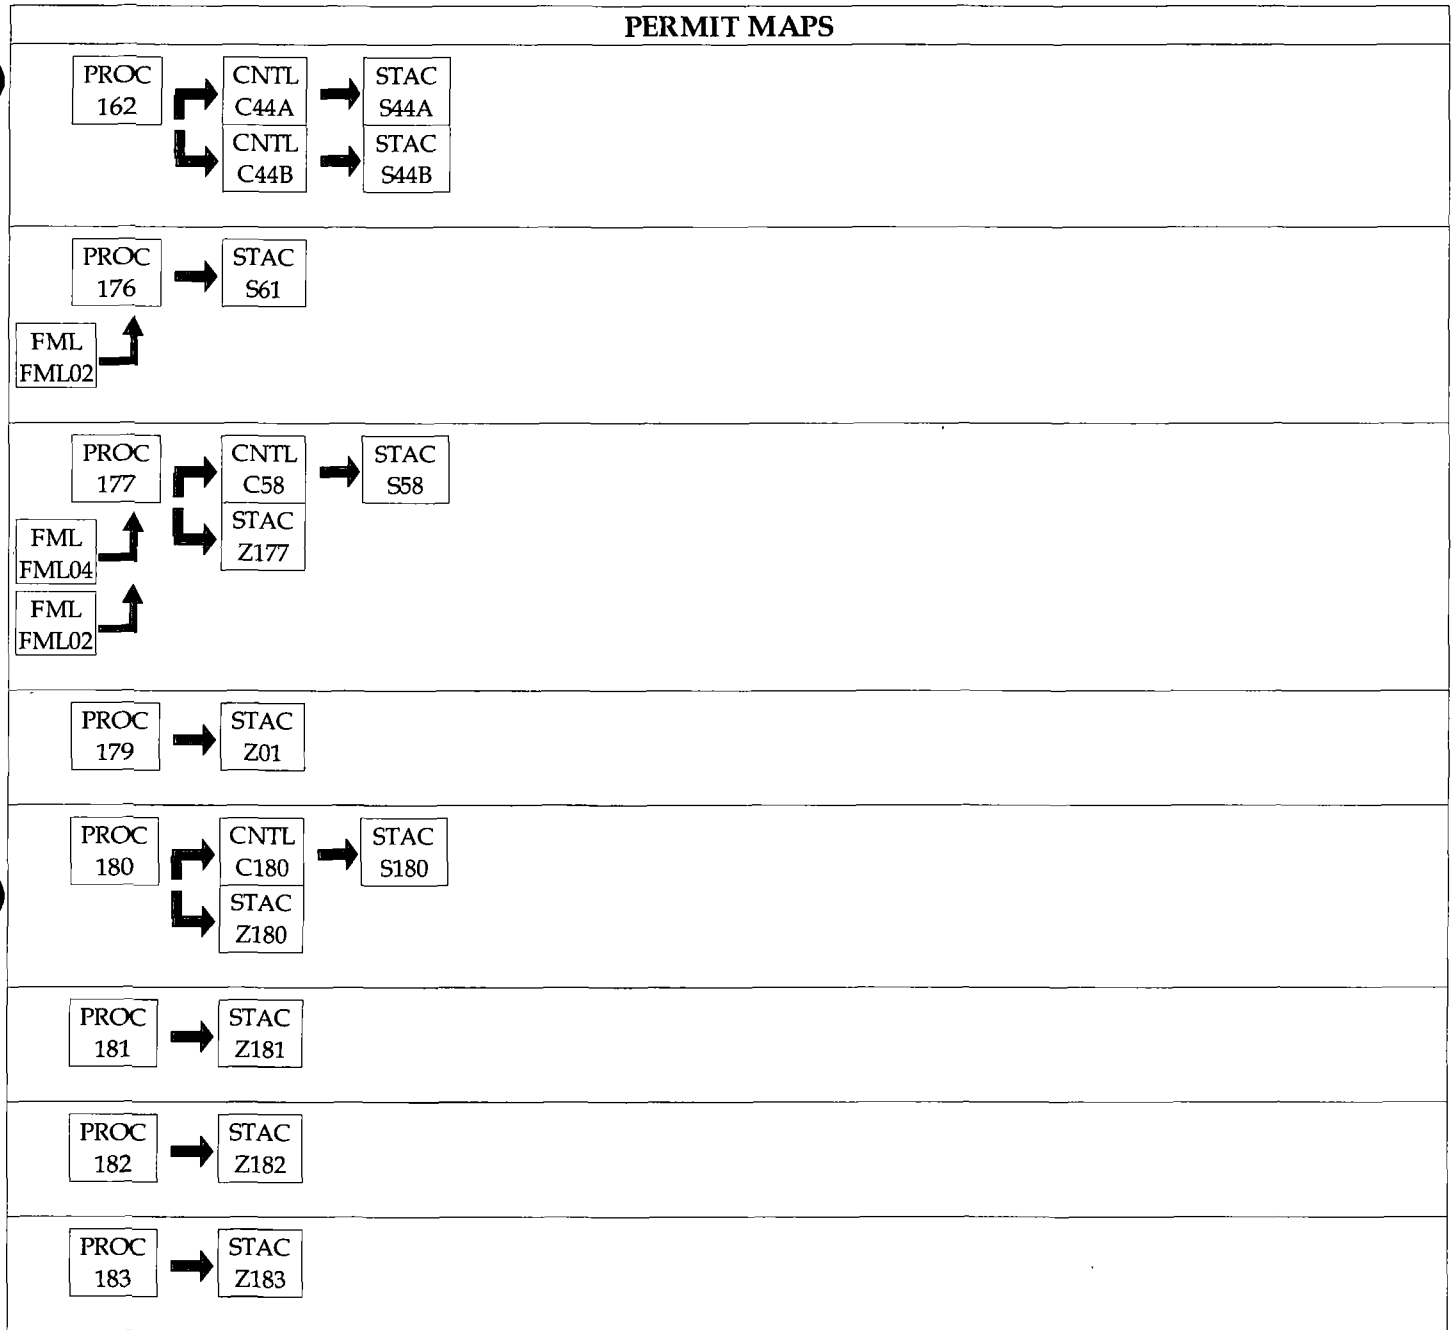 PERMIT MAPS
PROC
162
CNTL
C44A
STAC
S44A
CNTL
C44B
STAC
S44B
PROC
176
STAC
S61
FML
FML02
PROC
177
CNTL
C58
STAC
S58
STAC
Z177
FML
FML04
FML
FML02
PROC
179
STAC
Z01
PROC
180
CNTL
C180
STAC
S180
STAC
Z180
PROC
181
STAC
Z181
PROC
182
STAC
Z182
PROC
183
STAC
Z183